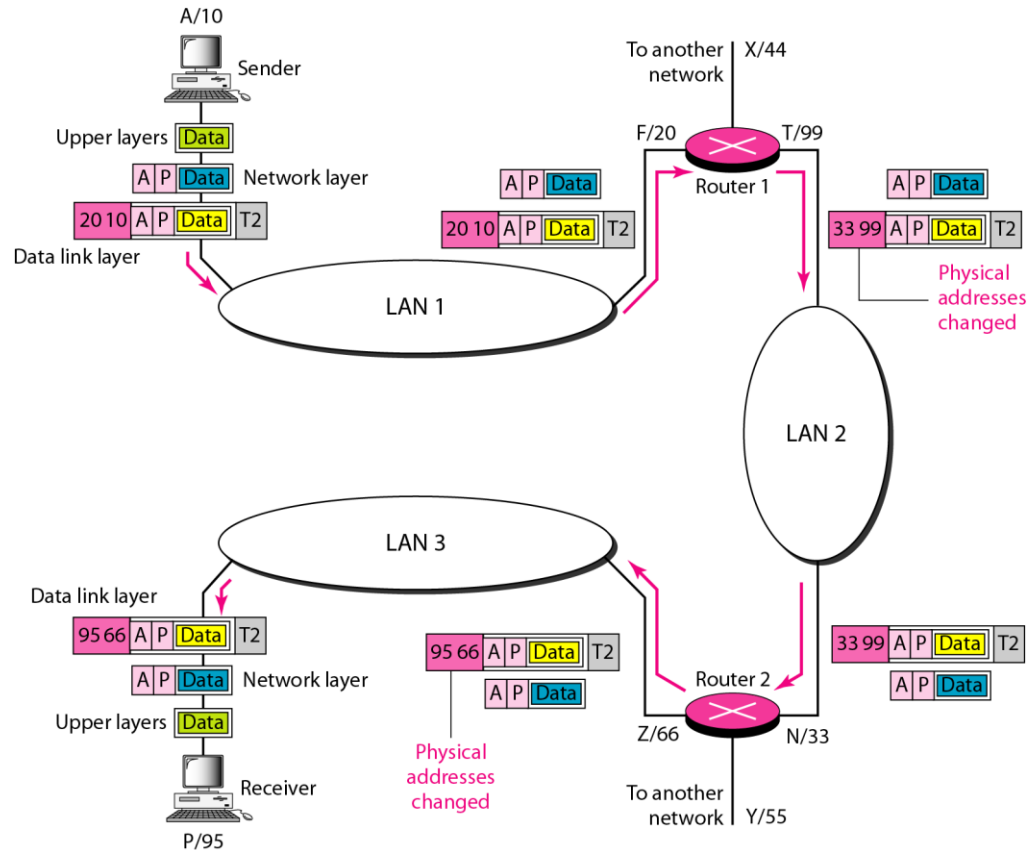 A/10
Sender
Upper layers Data
A P Data Network layer
20 10 A P Data T2
Data link layer
LAN 1
To another
network
X/44
F/20 T/99
Router 1
A P Data
20 10 A P Data T2
A P Data
33 99 A P Data T2
Physical
addresses
changed
LAN 2
33 99 A P Data T2
A P Data
Router 2
Z/66 N/33
To another
network
Y/55
95 66 A P Data T2
A P Data
Physical
addresses
changed
LAN 3
Data link layer
95 66 A P Data T2
A P Data Network layer
Upper layers Data
Receiver
P/95